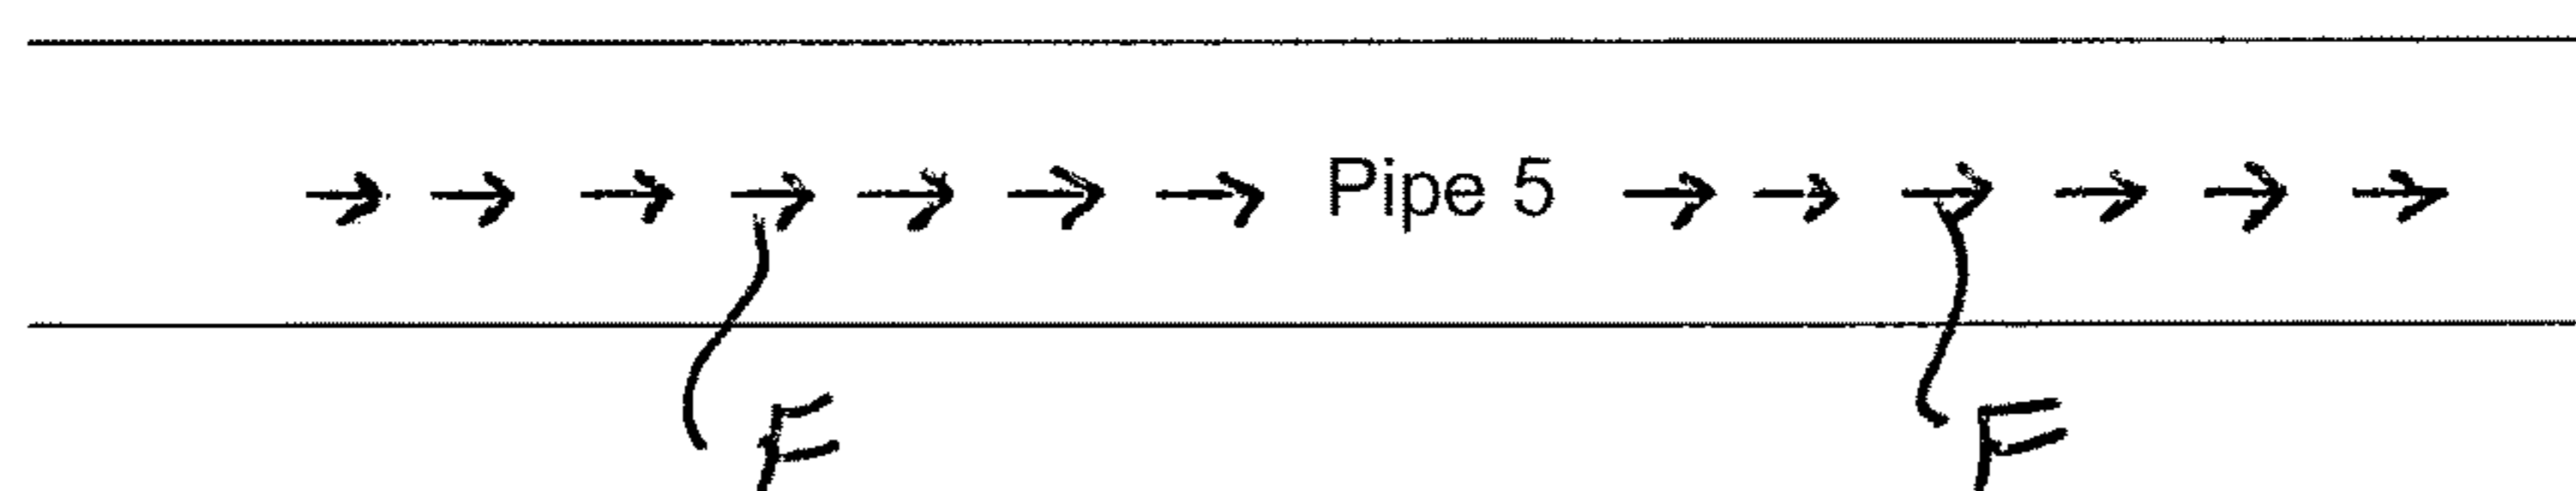 → → → → → → → Pipe 5 → → → → → →
F F